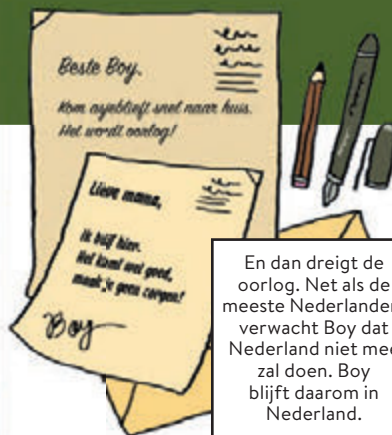 Beste Boy.
Kom asjeblieft snel naar huis.
Het wordt oorlog!
Lieve mama,
Ik blijf hier.
Het komt wel goed,
maak je geen zorgen!
Boy
En dan dreigt de
oorlog. Net als de
meeste Nederlander
verwacht Boy dat
Nederland niet mee
zal doen. Boy
blijft daarom in
Nederland.